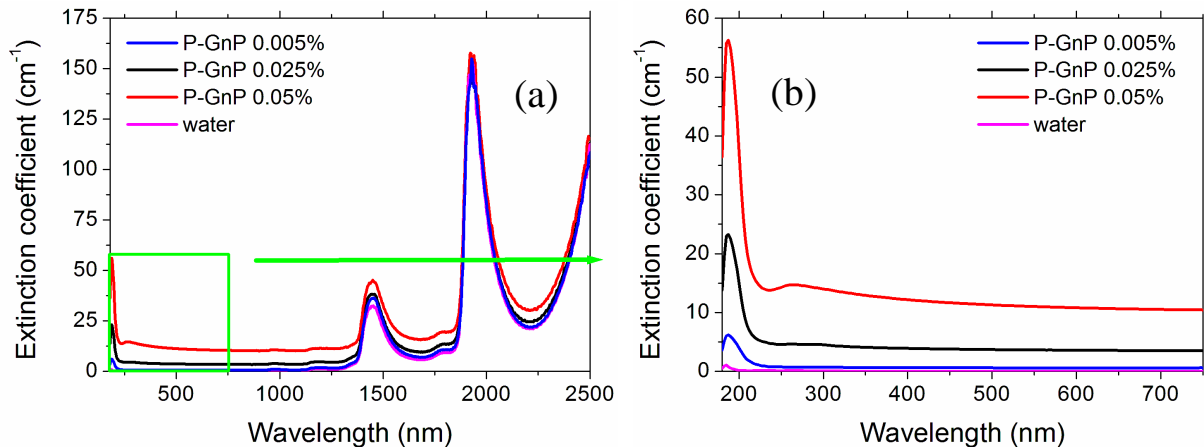 Extinction coefficient (cm⁻¹)
175
150
125
100
75
50
25
0
P-GnP 0.005%
P-GnP 0.025%
P-GnP 0.05%
water
(a)
500
1000
1500
2000
2500
Wavelength (nm)
Extinction coefficient (cm⁻¹)
60
50
40
30
20
10
0
(b)
P-GnP 0.005%
P-GnP 0.025%
P-GnP 0.05%
water
200
300
400
500
600
700
Wavelength (nm)